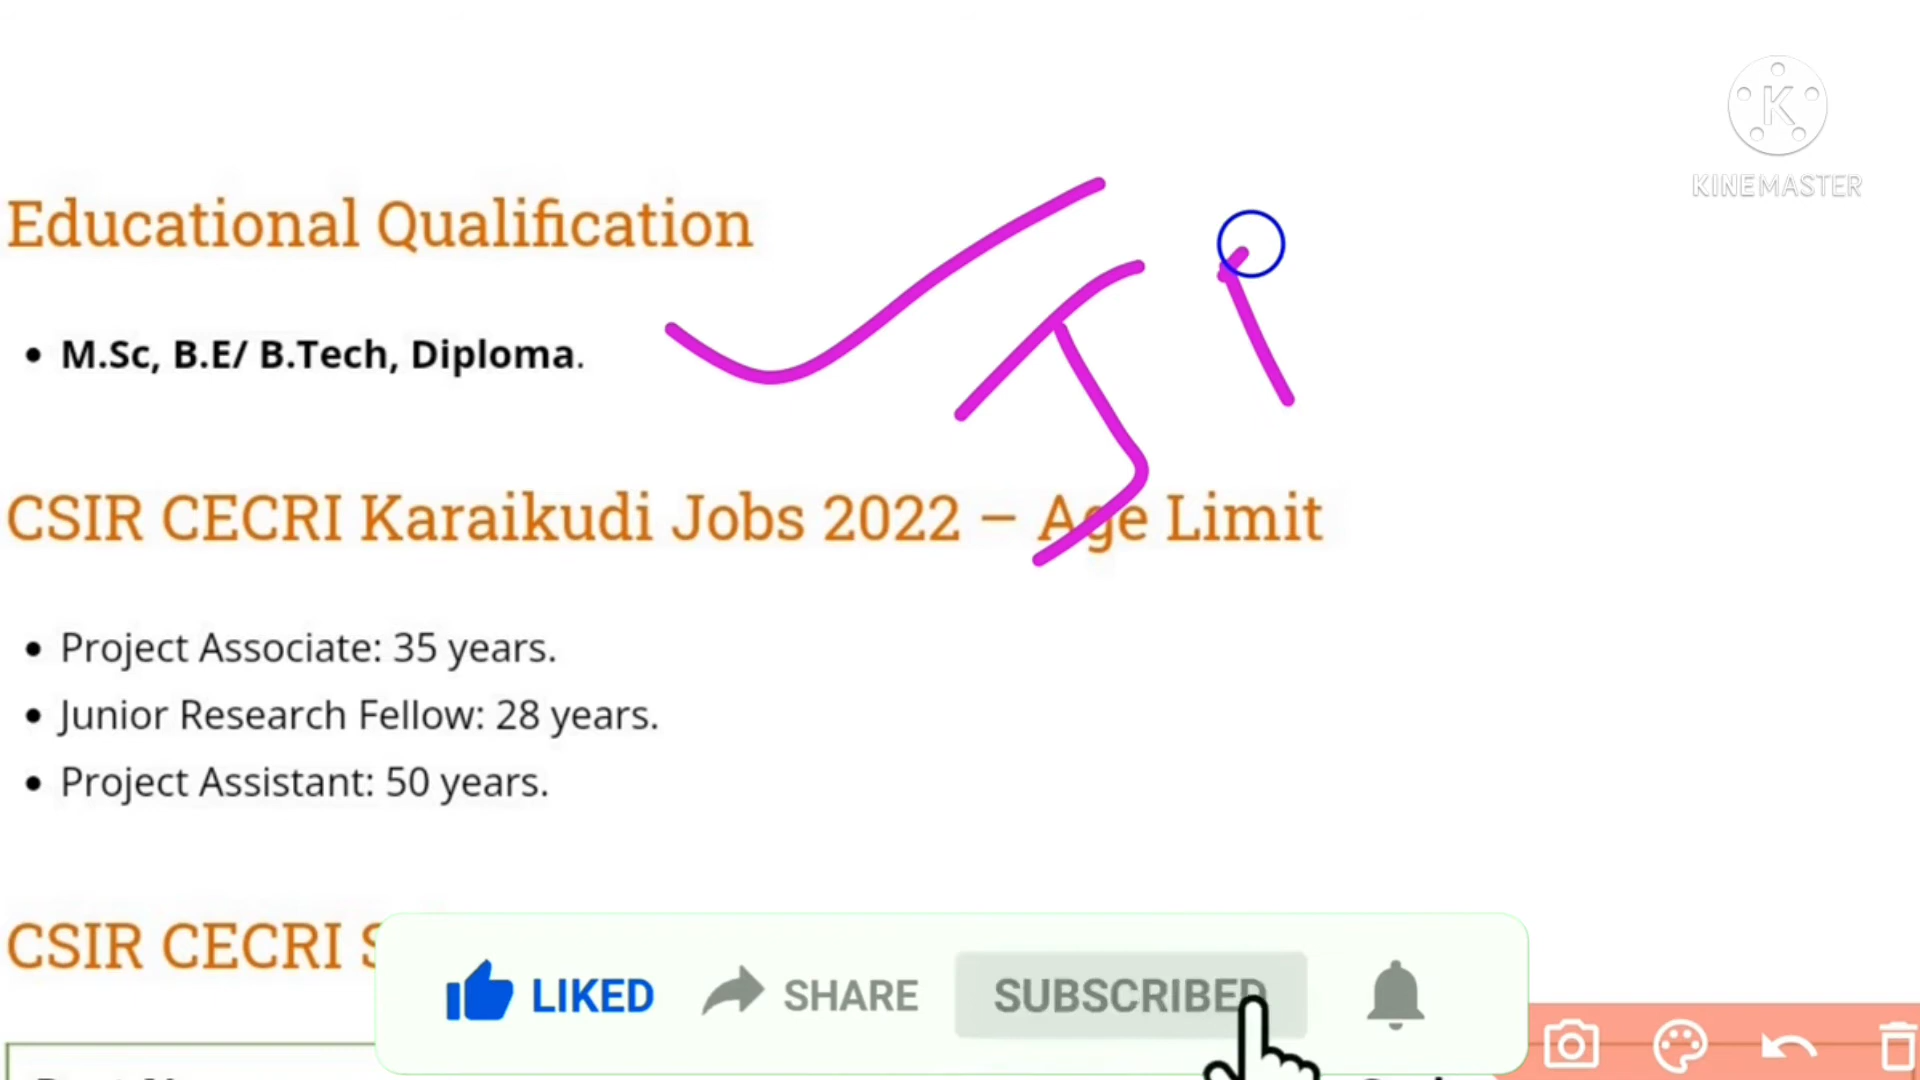 KINEMASTER
Educational Qualification
• M.Sc, B.E/ B.Tech, Diploma.
CSIR CECRI Karaikudi Jobs 2022 – Age Limit
• Project Associate: 35 years.
• Junior Research Fellow: 28 years.
• Project Assistant: 50 years.
CSIR CECRI
LIKED SHARE SUBSCRIBED